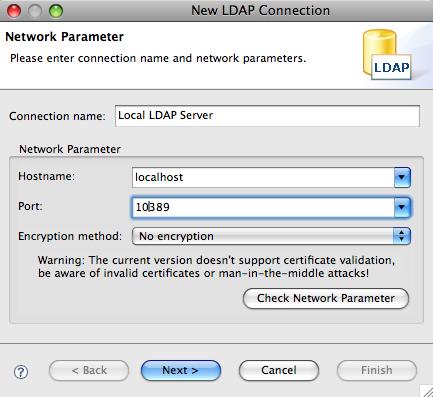 New LDAP Connection
Network Parameter
Please enter connection name and network parameters.
LDAP
Connection name: Local LDAP Server
Network Parameter
Hostname: localhost
Port: 10389
Encryption method: No encryption
Warning: The current version doesn't support certificate validation,
be aware of invalid certificates or man-in-the-middle attacks!
Check Network Parameter
? < Back Next > Cancel Finish